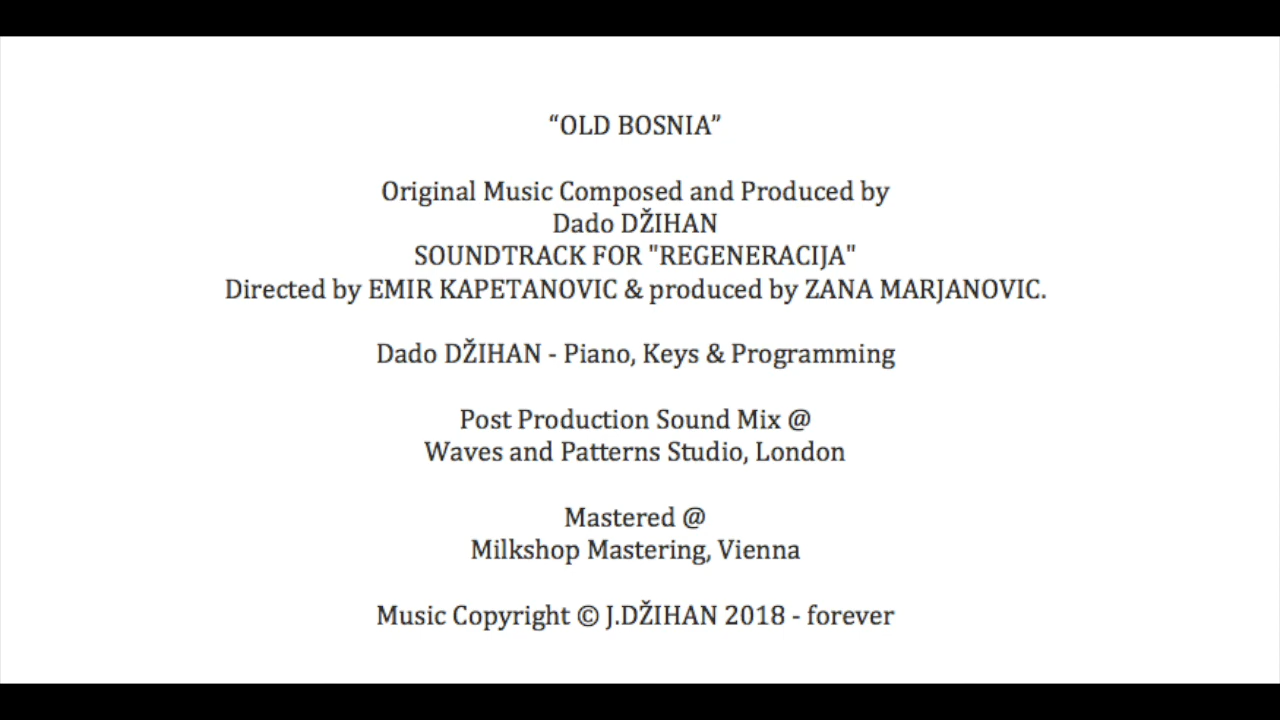 “OLD BOSNIA”
Original Music Composed and Produced by
Dado DŽIHAN
SOUNDTRACK FOR "REGENERACIJA"
Directed by EMIR KAPETANOVIC & produced by ZANA MARJANOVIC.
Dado DŽIHAN - Piano, Keys & Programming
Post Production Sound Mix @
Waves and Patterns Studio, London
Mastered @
Milkshop Mastering, Vienna
Music Copyright © J.DŽIHAN 2018 - forever